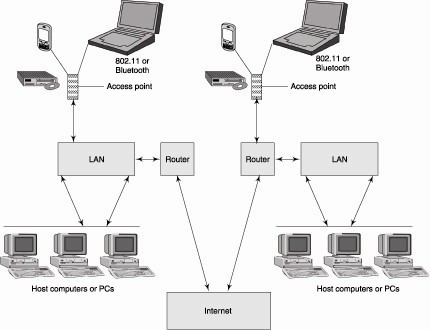 802.11 or
Bluetooth
Access point
802.11 or
Bluetooth
Access point
LAN
Router
Router
LAN
Host computers or PCs
Host computers or PCs
Internet